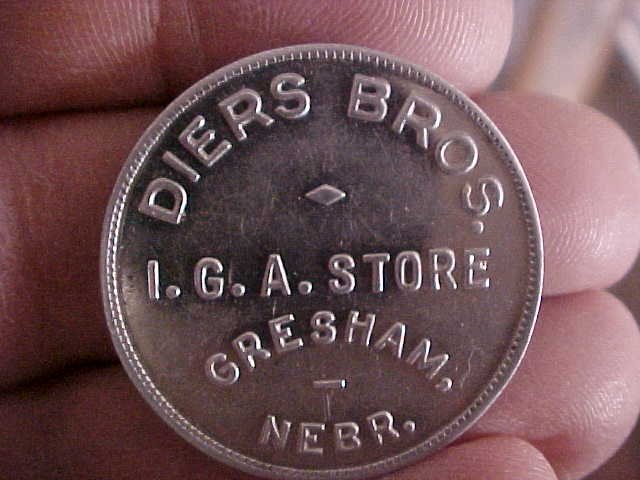 DIERS BROS.
I. G. A. STORE
GRESHAM,
T
NEBR.